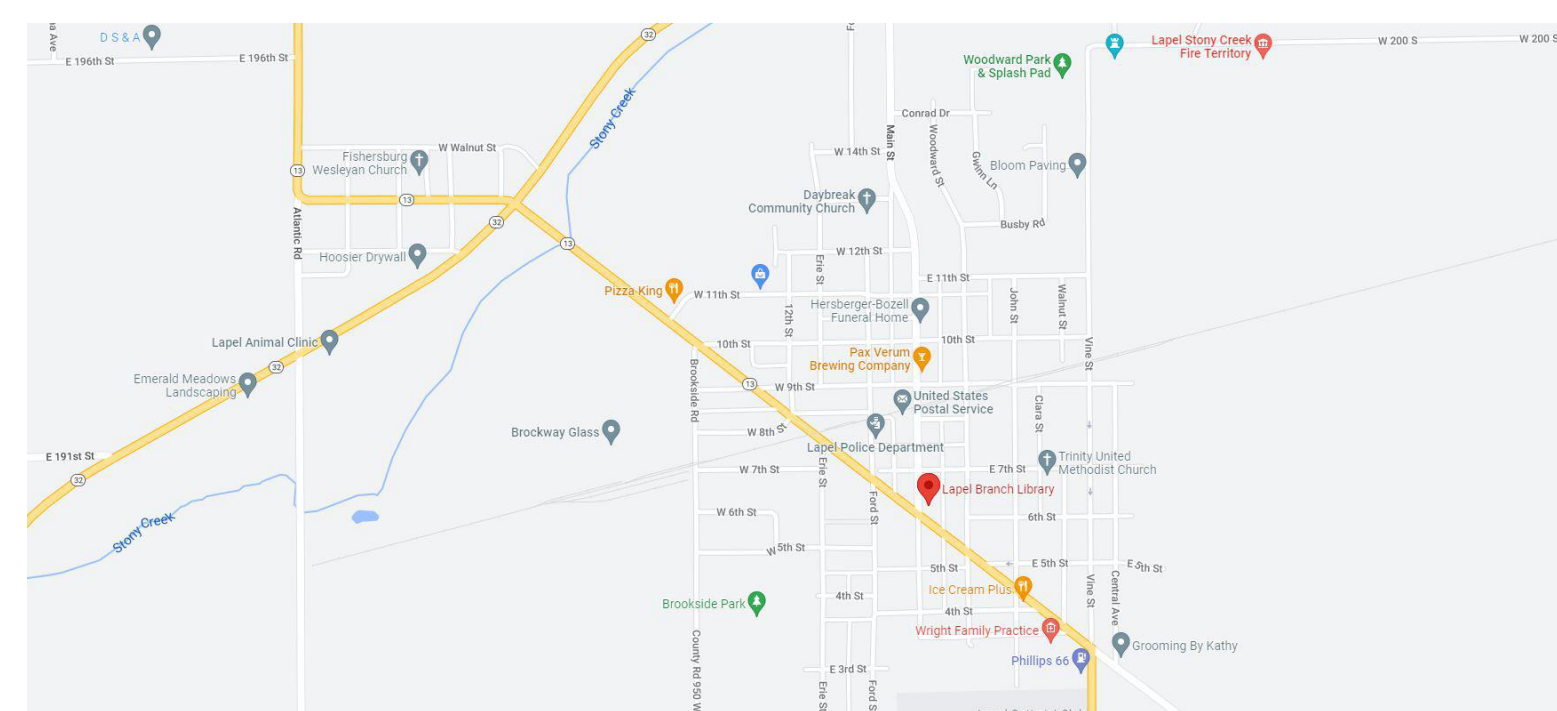 na Ave
D S & A
E 196th St
E 196th St
32
Stony Creek
Woodward Park
& Splash Pad
Lapel Stony Creek
Fire Territory
W 200 S
W 200 S
Conrad Dr
Main St
Woodward St
Gwinn Ln
W Walnut St
Fishersburg
Wesleyan Church
13
13
W 14th St
Bloom Paving
Daybreak
Community Church
Atlantic Rd
32
13
Busby Rd
Hoosier Drywall
W 12th St
Erie St
E 11th St
Pizza King
W 11th St
12th St
Hersberger-Bozell
Funeral Home
John St
Walnut St
Lapel Animal Clinic
10th St
10th St
Vine St
Pax Verum
Brewing Company
32
Emerald Meadows
Landscaping
Brookside Rd
13
W 9th St
United States
Postal Service
Clara St
Brockway Glass
W 8th St
Lapel Police Department
E 191st St
32
W 7th St
Erie St
E 7th St
Trinity United
Methodist Church
Lapel Branch Library
Stony Creek
W 6th St
Ford St
6th St
W 5th St
5th St
E 5th St
E 5th St
Brookside Park
4th St
Ice Cream Plus
4th St
Vine St
Central Ave
County Rd 950 W
Wright Family Practice
Grooming By Kathy
E 3rd St
Phillips 66
Erie St
Ford S